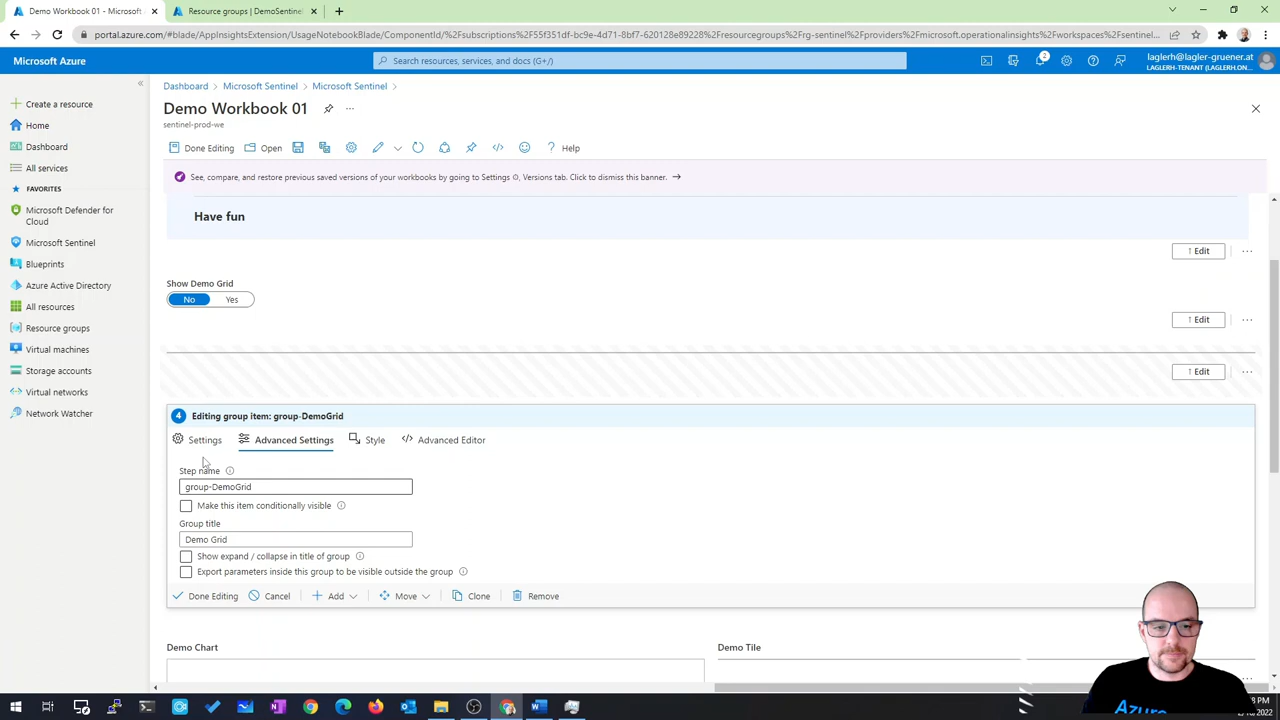 Demo Workbook 01 - Microsoft
Resource groups | DemoSentinel
portal.azure.com/#blade/AppInsightsExtension/UsageNotebookBlade/ComponentId/%2Fsubscriptions%2F55f351df-bc9e-4d71-8bf7-620128e89228%2Fresourcegroups%2Frg-sentinel%2Fproviders%2Fmicrosoft.operationalinsights%2Fworkspaces%2Fsentinel...
Microsoft Azure
Search resources, services, and docs (G+/)
2
laglerh@lagler-gruener.at
LAGLERH-TENANT (LAGLERH.ON...
Create a resource
Home
Dashboard
All services
FAVORITES
Microsoft Defender for
Cloud
Microsoft Sentinel
Blueprints
Azure Active Directory
All resources
Resource groups
Virtual machines
Storage accounts
Virtual networks
Network Watcher
Dashboard > Microsoft Sentinel > Microsoft Sentinel >
Demo Workbook 01
sentinel-prod-we
Done Editing
Open
? Help
See, compare, and restore previous saved versions of your workbooks by going to Settings ⚙, Versions tab. Click to dismiss this banner. →
Have fun
↑ Edit
Show Demo Grid
No Yes
↑ Edit
↑ Edit
4 Editing group item: group-DemoGrid
Settings Advanced Settings Style Advanced Editor
Step name
group-DemoGrid
Make this item conditionally visible
Group title
Demo Grid
Show expand / collapse in title of group
Export parameters inside this group to be visible outside the group
Done Editing Cancel Add Move Clone Remove
Demo Chart
Demo Tile
Azure